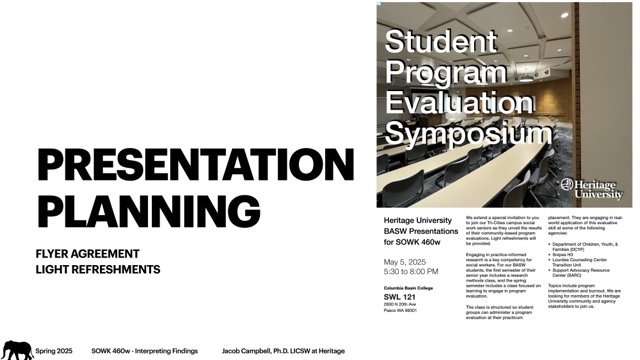 PRESENTATION
PLANNING
FLYER AGREEMENT
LIGHT REFRESHMENTS
Student
Program
Evaluation
Symposium
Heritage
University
Heritage University
BASW Presentations
for SOWK 460w
May 5, 2025
5:30 to 8:00 PM
Columbia Basin College
SWL 121
2600 N 20th Ave
Pasco WA 99301
We extend a special invitation to you
to join our Tri-Cities campus social
work seniors as they unveil the results
of their community-based program
evaluations. Light refreshments will
be provided.
Engaging in practice-informed
research is a key competency for
social workers. For our BASW
students, the first semester of their
senior year includes a research
methods class, and the spring
semester includes a class focused on
learning to engage in program
evaluation.
The class is structured so student
groups can administer a program
evaluation at their practicum
placement. They are engaging in real-
world application of this evaluative
skill at some of the following
agencies:
• Department of Children, Youth, &
Families (DCYF)
• Snipes H3
• Lourdes Counseling Center
Transition Unit
• Support Advocacy Resource
Center (SARC)
Topics include program
implementation and burnout. We are
looking for members of the Heritage
University community and agency
stakeholders to join us.
Spring 2025
SOWK 460w - Interpreting Findings
Jacob Campbell, Ph.D. LICSW at Heritage